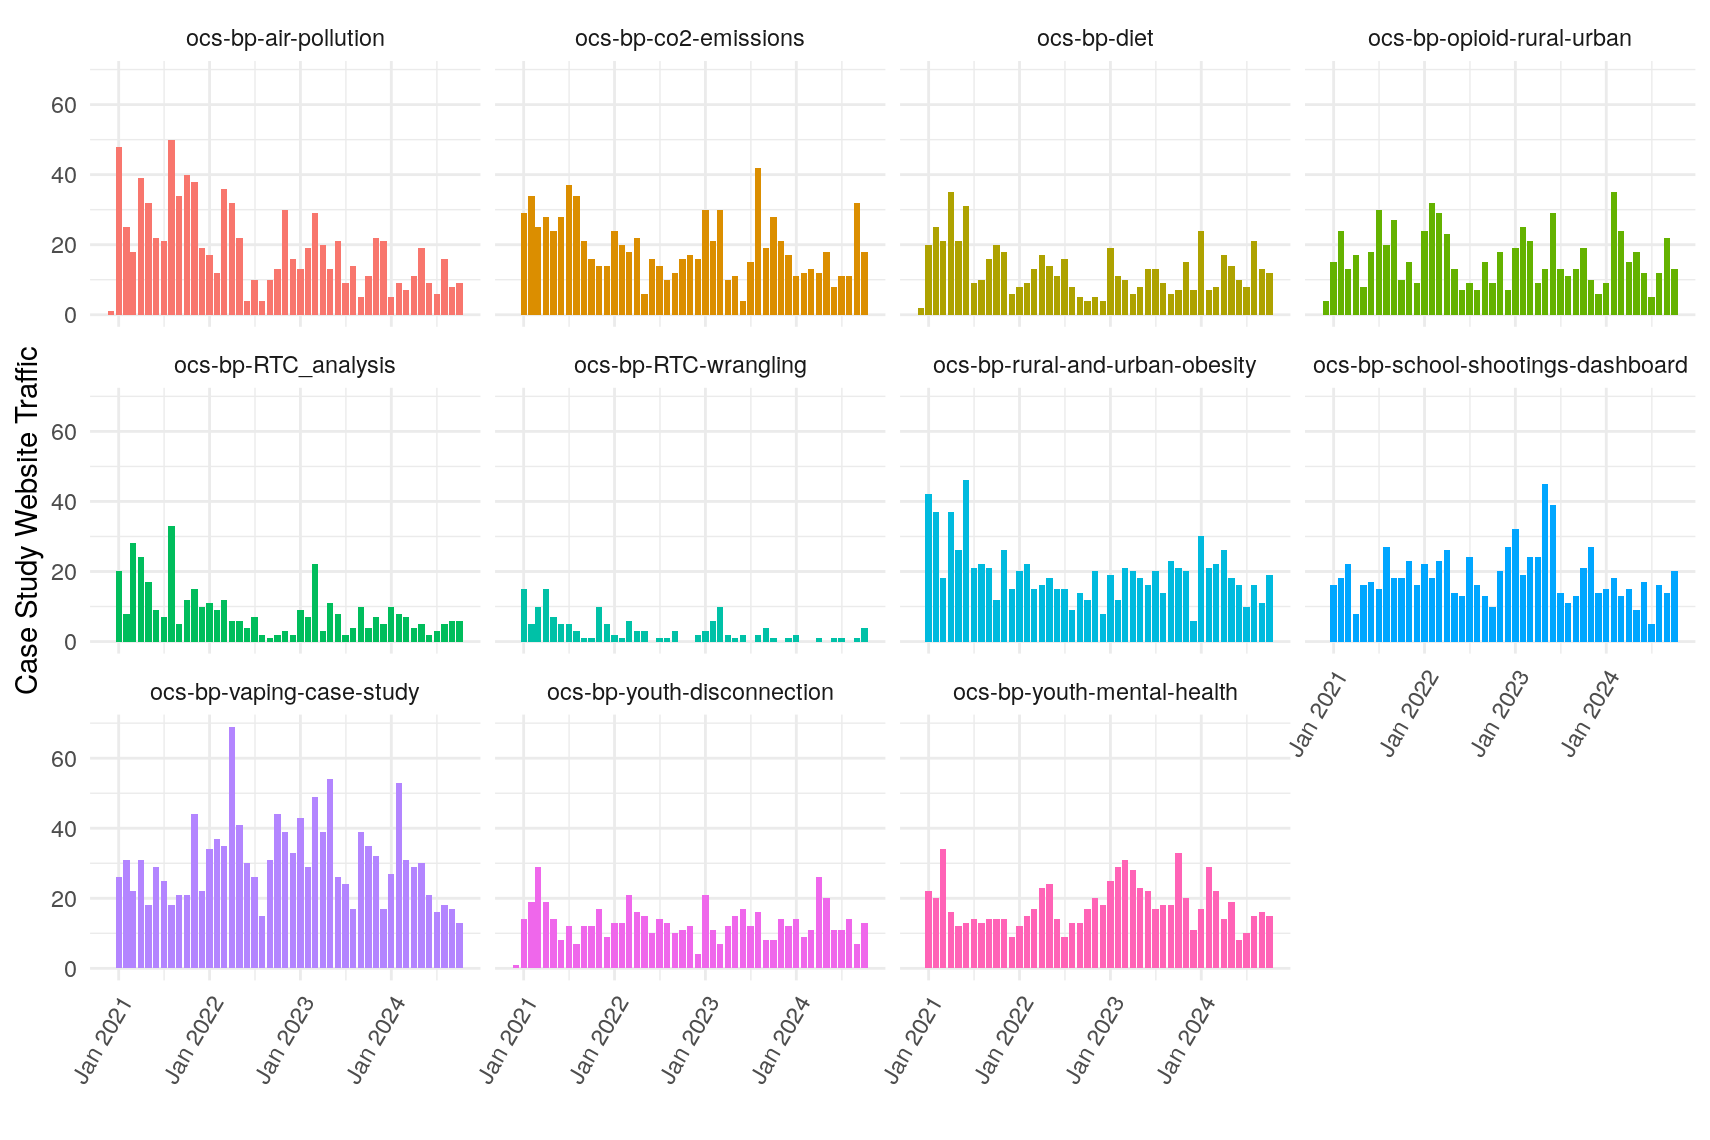 ocs-bp-air-pollution
ocs-bp-co2-emissions
ocs-bp-diet
ocs-bp-opioid-rural-urban
60
40
20
0
Case Study Website Traffic
ocs-bp-RTC_analysis
ocs-bp-RTC-wrangling
ocs-bp-rural-and-urban-obesity
ocs-bp-school-shootings-dashboard
60
40
20
0
Jan 2021
Jan 2022
Jan 2023
Jan 2024
ocs-bp-vaping-case-study
ocs-bp-youth-disconnection
ocs-bp-youth-mental-health
60
40
20
0
Jan 2021
Jan 2022
Jan 2023
Jan 2024
Jan 2021
Jan 2022
Jan 2023
Jan 2024
Jan 2021
Jan 2022
Jan 2023
Jan 2024